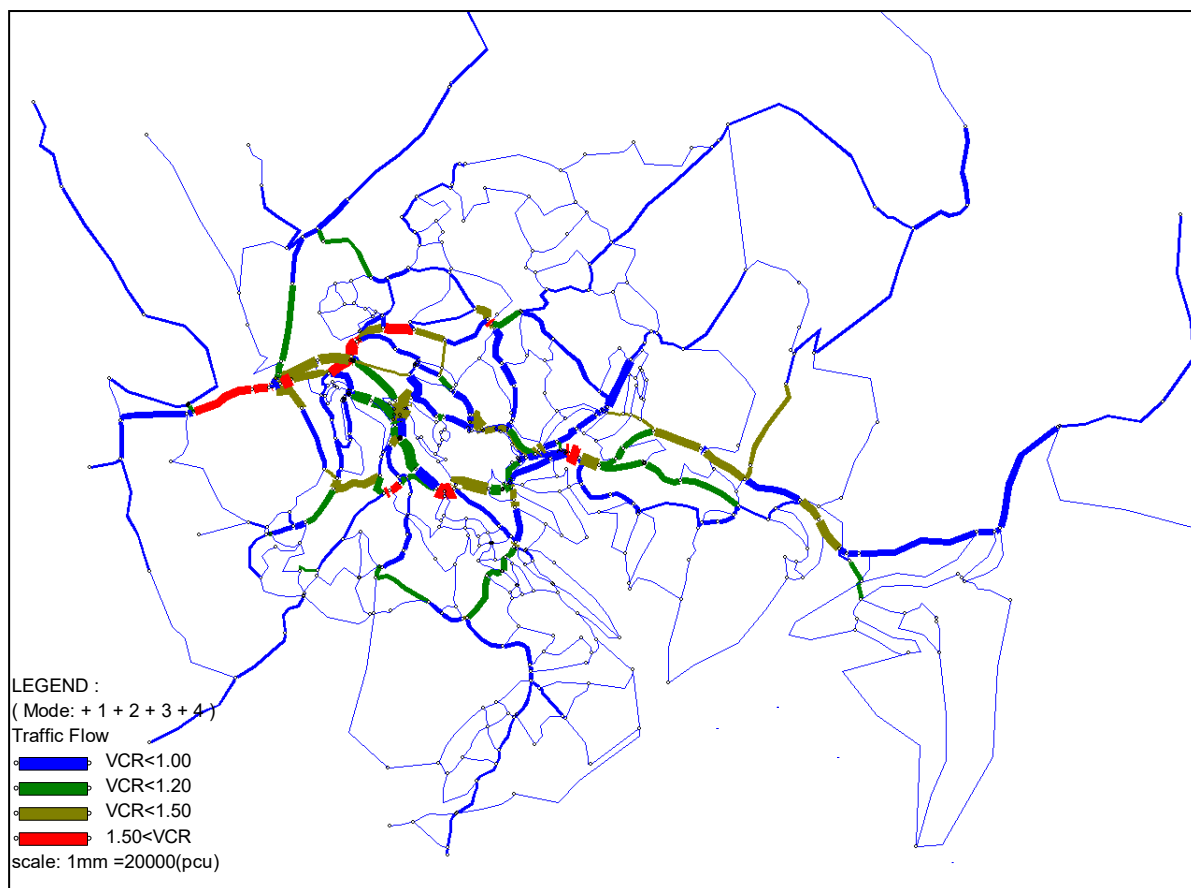 LEGEND :
( Mode: + 1 + 2 + 3 + 4 )
Traffic Flow
VCR<1.00
VCR<1.20
VCR<1.50
1.50<VCR
scale: 1mm =20000(pcu)